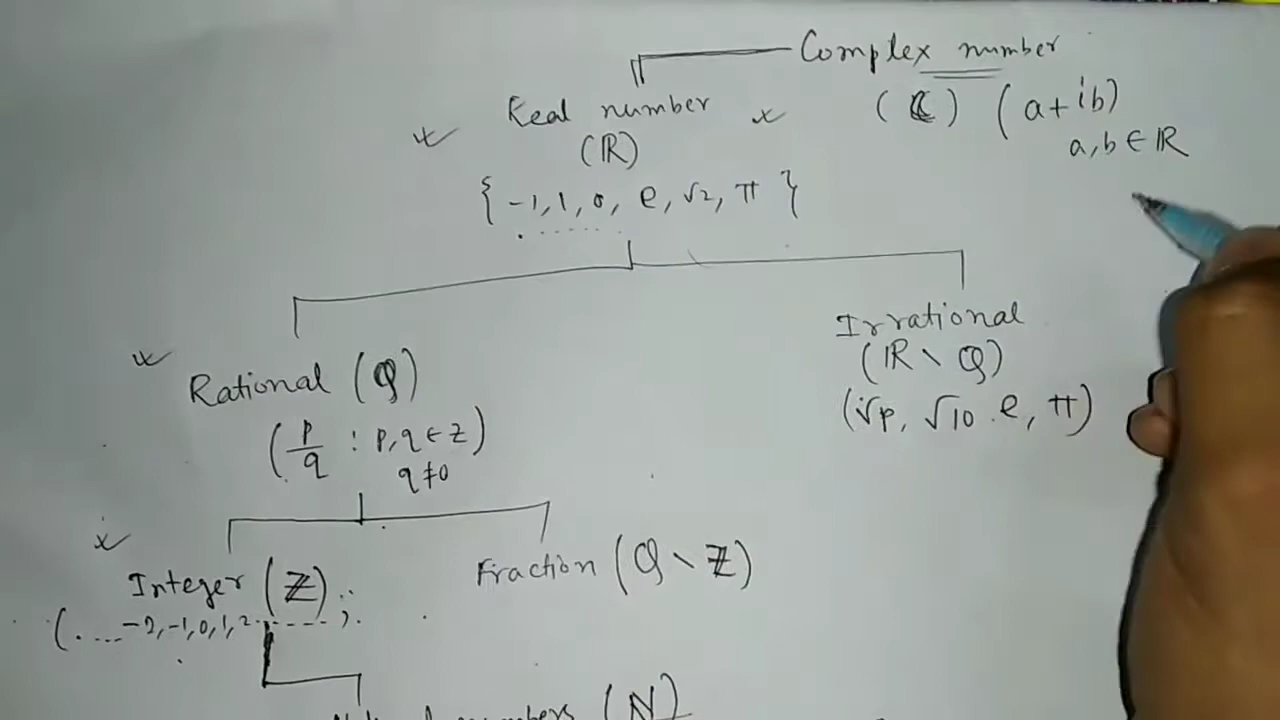 Complex number
(ℂ) (a+ib)
a, b ∈ ℝ
Real number
(ℝ)
{ -1, 1, 0, e, √2, π }
Irrational
(ℝ \ ℚ)
(√p, √10 . e, π)
Rational (ℚ)
(p/q : p, q ∈ z)
q ≠ 0
Integer (ℤ)
Fraction (ℚ \ ℤ)
(.... -2, -1, 0, 1, 2 ------ ).
numbers (ℕ)